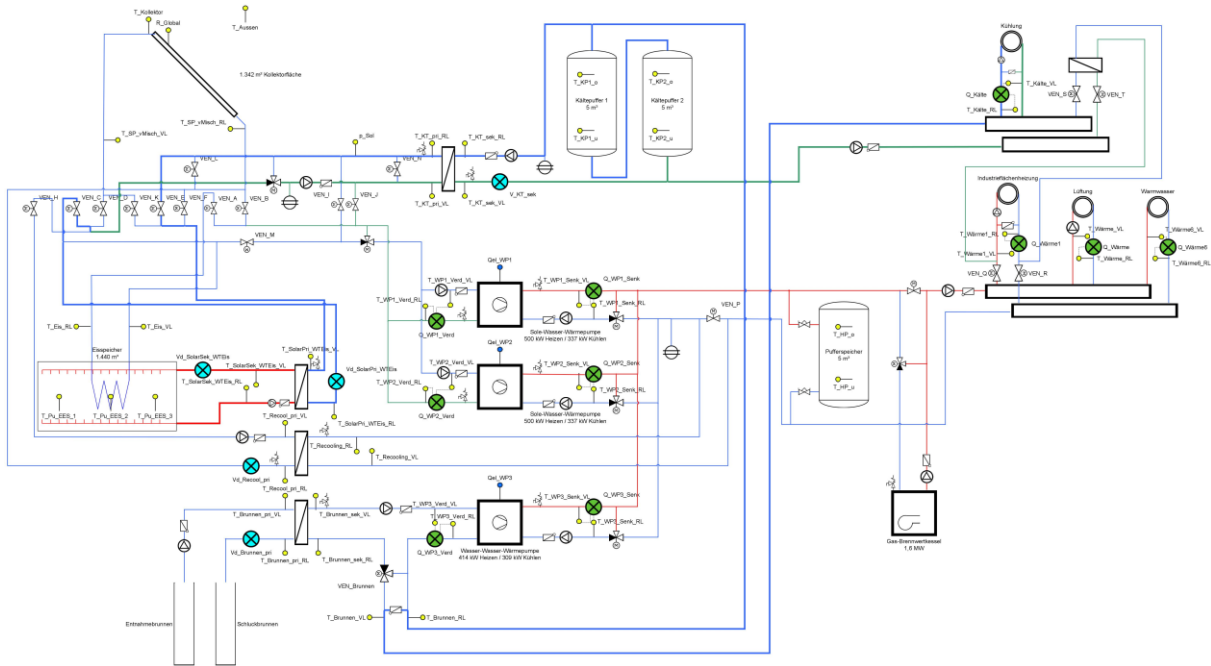 T_Kollektor
R_Global
T_Aussen
1.342 m² Kollektorfläche
T_SP_vMisch_VL
T_SP_vMisch_RL
p_Sol
T_KT_pri_RL
T_KT_sek_RL
T_KT_pri_VL
T_KT_sek_VL
V_KT_sek
T_KP1_o
Kältepuffer 1
5 m³
T_KP1_u
T_KP2_o
Kältepuffer 2
5 m³
T_KP2_u
Kühlung
T_Kälte_VL
Q_Kälte
T_Kälte_RL
VEN_S
VEN_T
VEN_L
VEN_N
VEN_H
VEN_C
VEN_D
VEN_K
VEN_E
VEN_F
VEN_A
VEN_B
VEN_I
VEN_J
VEN_M
Industrieflächenheizung
Lüftung
Warmwasser
T_Wärme1_RL
Q_Wärme1
T_Wärme1_VL
T_Wärme_VL
Q_Wärme
T_Wärme_RL
T_Wärme6_VL
Q_Wärme6
T_Wärme6_RL
VEN_Q
VEN_R
Qel_WP1
T_WP1_Verd_VL
T_WP1_Verd_RL
Q_WP1_Verd
T_WP1_Senk_VL
Q_WP1_Senk
T_WP1_Senk_RL
Sole-Wasser-Wärmepumpe
500 kW Heizen / 337 kW Kühlen
VEN_P
T_HP_o
Pufferspeicher
5 m³
T_HP_u
T_Eis_RL
T_Eis_VL
Eisspeicher
1.440 m³
T_Pu_EES_1
T_Pu_EES_2
T_Pu_EES_3
Vd_SolarSek_WTEis
T_SolarSek_WTEis_VL
T_SolarSek_WTEis_RL
T_SolarPri_WTEis_VL
Vd_SolarPri_WTEis
T_SolarPri_WTEis_RL
Qel_WP2
T_WP2_Verd_VL
T_WP2_Verd_RL
Q_WP2_Verd
T_WP2_Senk_VL
Q_WP2_Senk
T_WP2_Senk_RL
Sole-Wasser-Wärmepumpe
500 kW Heizen / 337 kW Kühlen
T_Recool_pri_VL
T_Recooling_RL
T_Recooling_VL
Vd_Recool_pri
T_Recool_pri_RL
Qel_WP3
T_WP3_Verd_VL
T_WP3_Verd_RL
Q_WP3_Verd
T_WP3_Senk_VL
Q_WP3_Senk
T_WP3_Senk_RL
Wasser-Wasser-Wärmepumpe
414 kW Heizen / 309 kW Kühlen
T_Brunnen_pri_VL
T_Brunnen_sek_VL
Vd_Brunnen_pri
T_Brunnen_pri_RL
T_Brunnen_sek_RL
VEN_Brunnen
T_Brunnen_VL
T_Brunnen_RL
Entnahmebrunnen
Schluckbrunnen
Gas-Brennwertkessel
1,6 MW